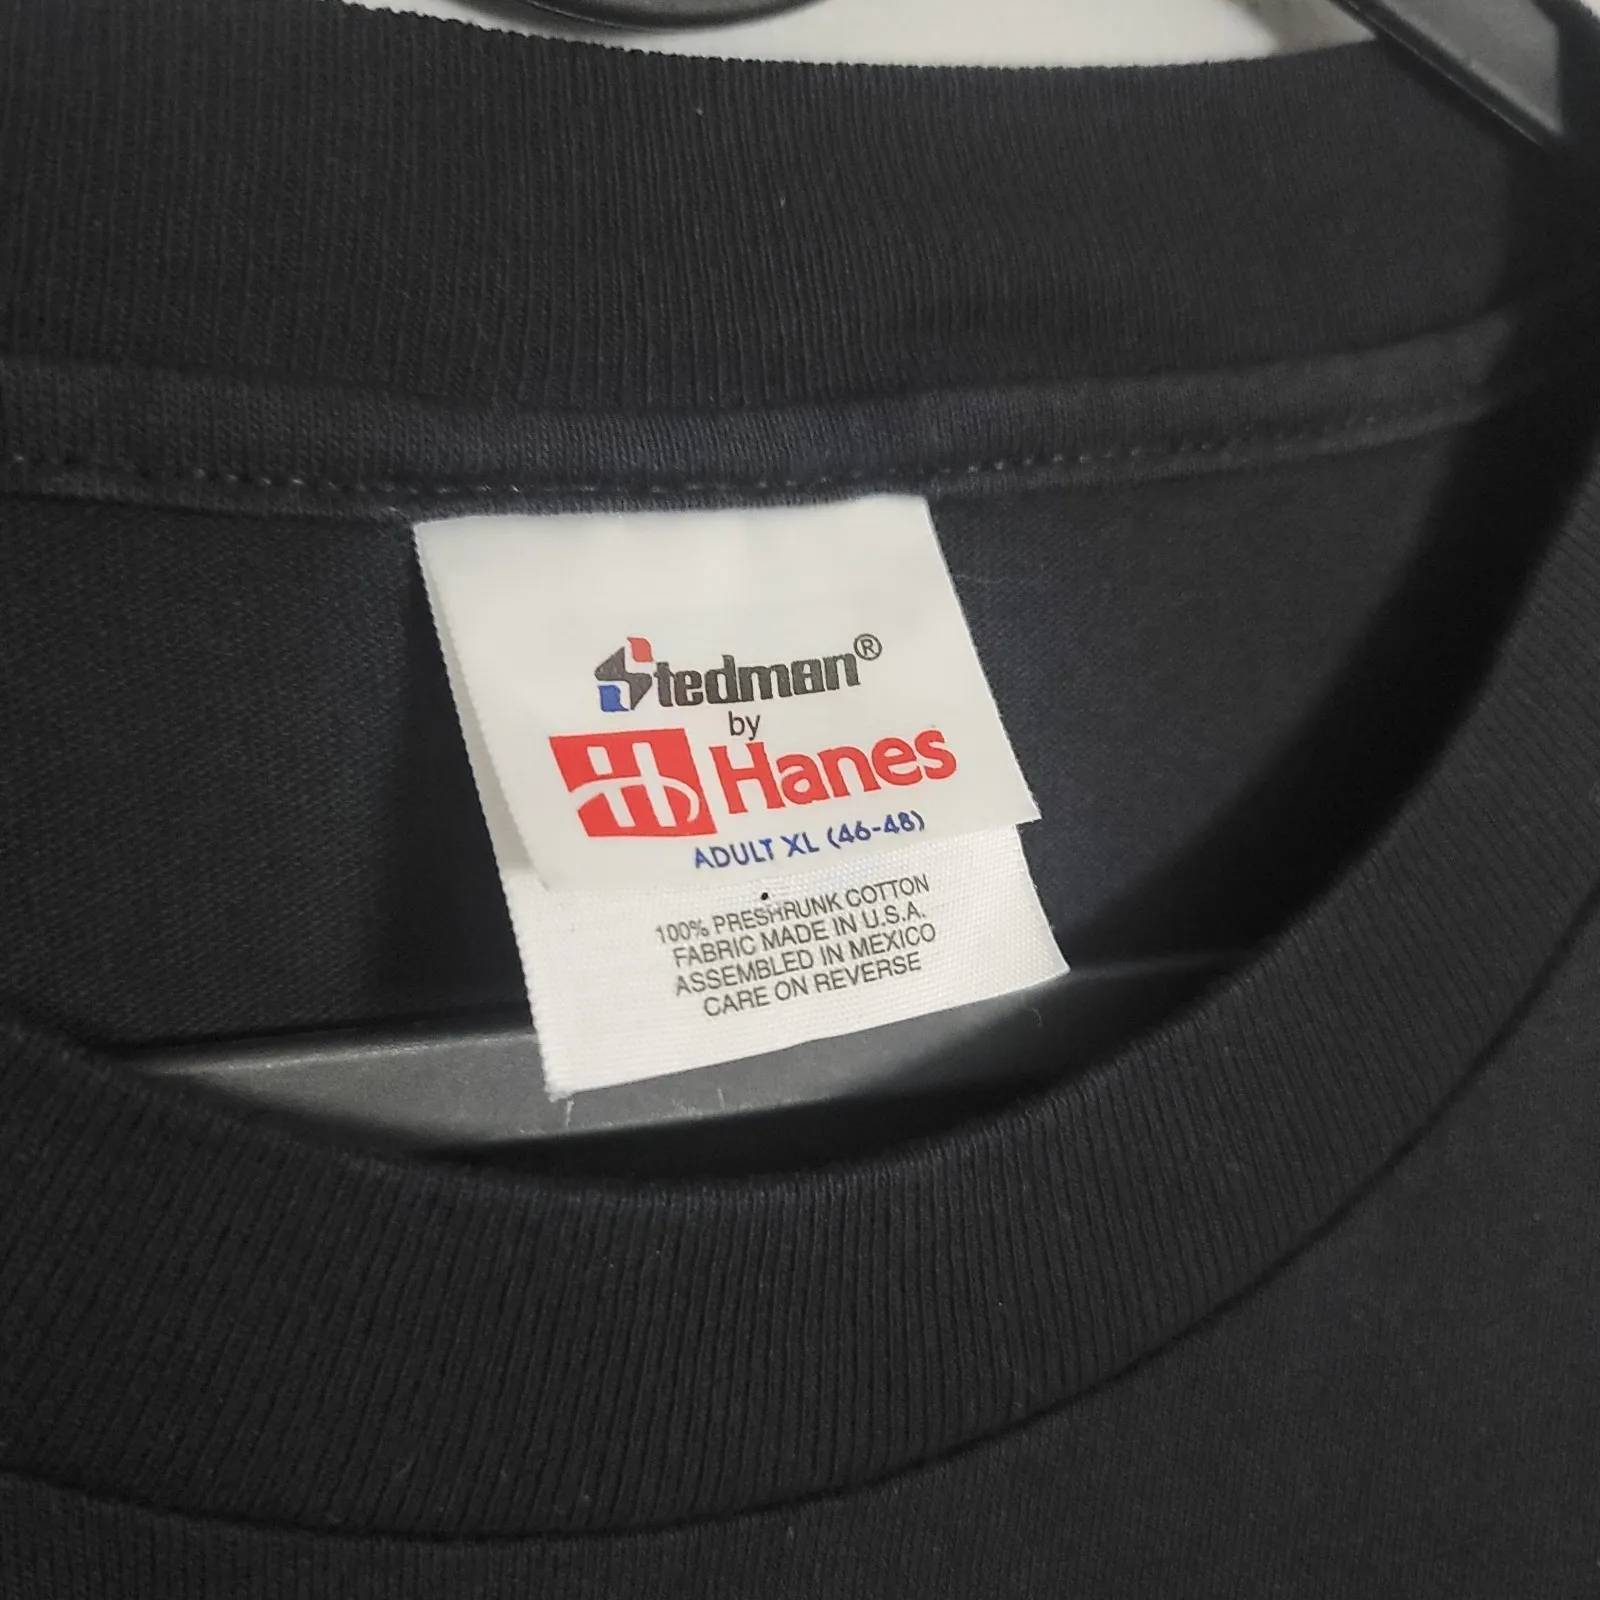 Stedman®
by
Hanes
ADULT XL (46-48)
100% PRESHRUNK COTTON
FABRIC MADE IN U.S.A.
ASSEMBLED IN MEXICO
CARE ON REVERSE